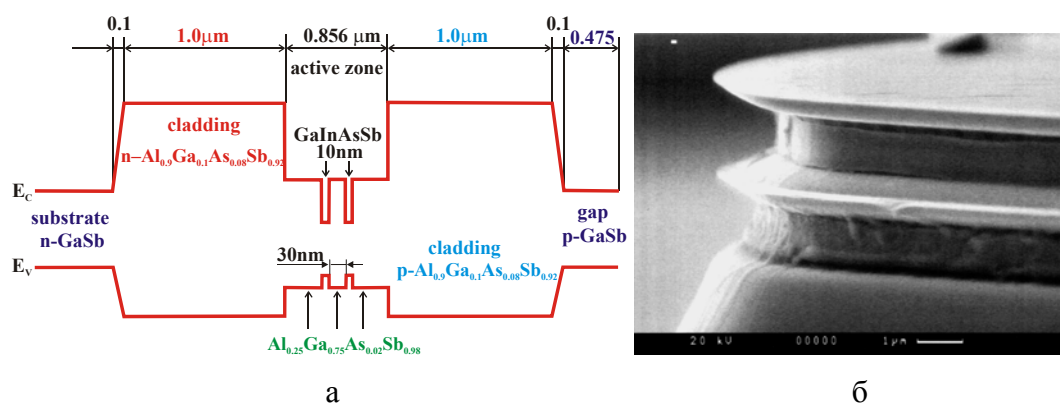 0.1
1.0μm
0.856 μm
1.0μm
0.1
0.475
active zone
cladding
n–Al0.9Ga0.1As0.08Sb0.92
GaInAsSb
10nm
EC
substrate
n-GaSb
gap
p-GaSb
EV
30nm
cladding
p-Al0.9Ga0.1As0.08Sb0.92
Al0.25Ga0.75As0.02Sb0.98
20 kV 00000 1μm
а
б